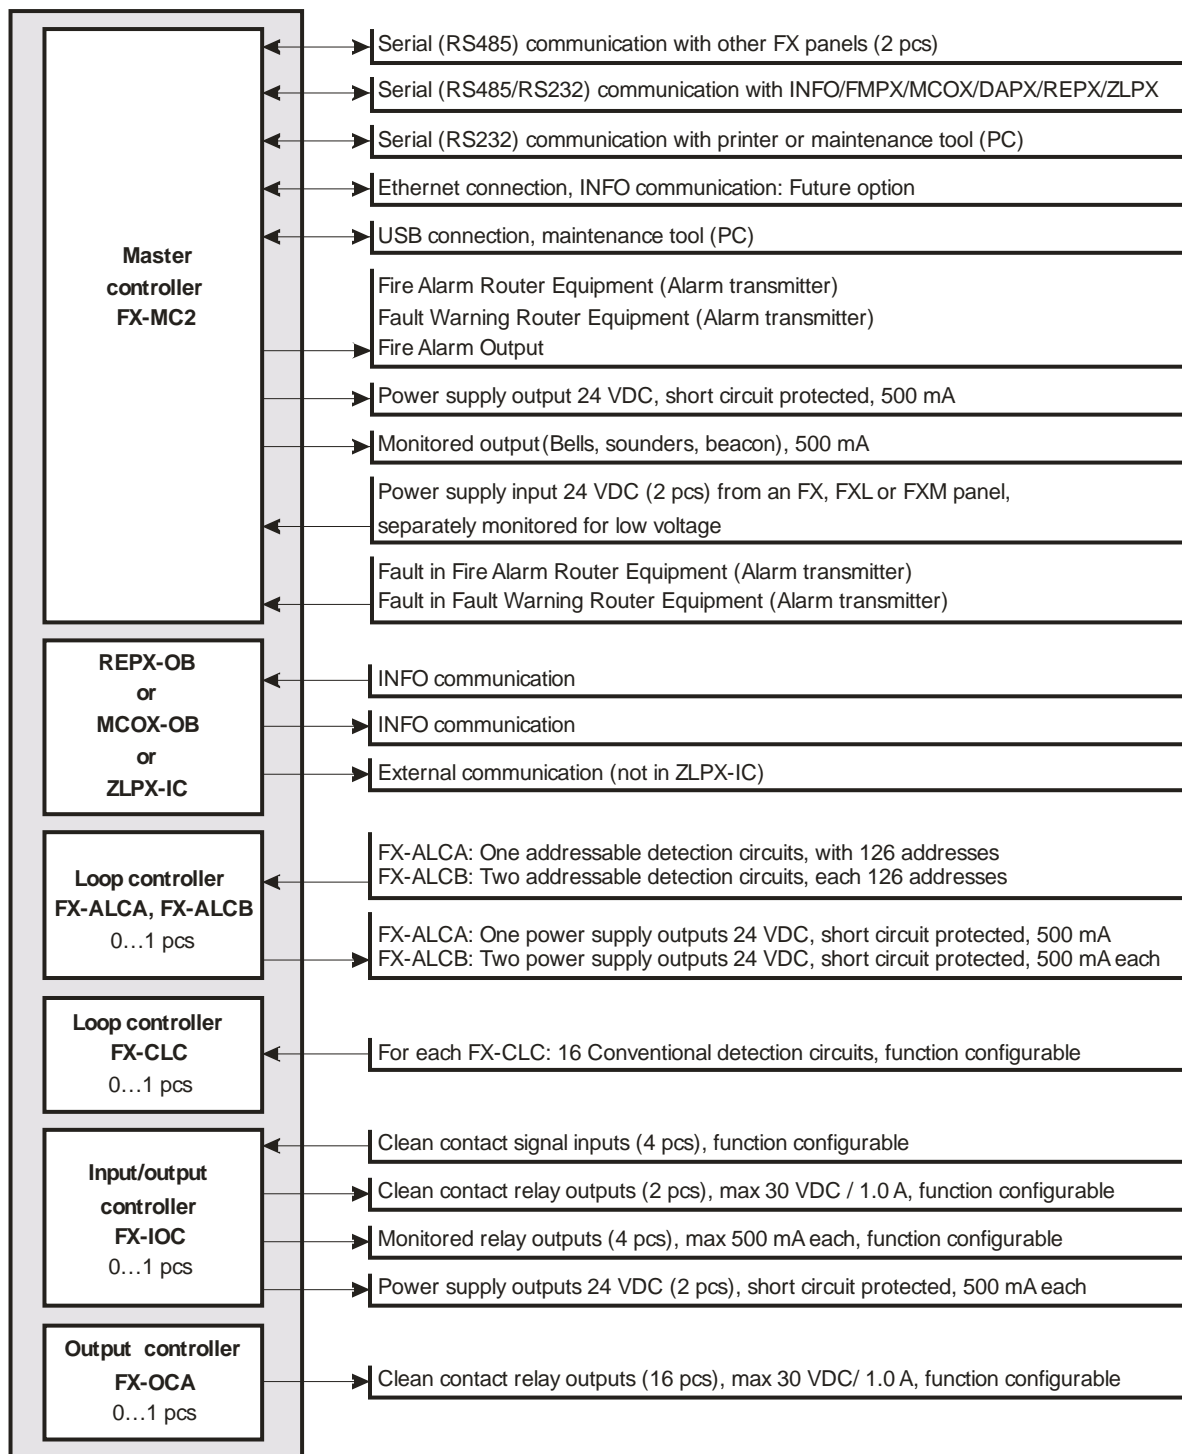 Master
controller
FX-MC2
Serial (RS485) communication with other FX panels (2 pcs)
Serial (RS485/RS232) communication with INFO/FMPX/MCOX/DAPX/REPX/ZLPX
Serial (RS232) communication with printer or maintenance tool (PC)
Ethernet connection, INFO communication: Future option
USB connection, maintenance tool (PC)
Fire Alarm Router Equipment (Alarm transmitter)
Fault Warning Router Equipment (Alarm transmitter)
Fire Alarm Output
Power supply output 24 VDC, short circuit protected, 500 mA
Monitored output (Bells, sounders, beacon), 500 mA
Power supply input 24 VDC (2 pcs) from an FX, FXL or FXM panel,
separately monitored for low voltage
Fault in Fire Alarm Router Equipment (Alarm transmitter)
Fault in Fault Warning Router Equipment (Alarm transmitter)
REPX-OB
or
MCOX-OB
or
ZLPX-IC
INFO communication
INFO communication
External communication (not in ZLPX-IC)
Loop controller
FX-ALCA, FX-ALCB
0…1 pcs
FX-ALCA: One addressable detection circuits, with 126 addresses
FX-ALCB: Two addressable detection circuits, each 126 addresses
FX-ALCA: One power supply outputs 24 VDC, short circuit protected, 500 mA
FX-ALCB: Two power supply outputs 24 VDC, short circuit protected, 500 mA each
Loop controller
FX-CLC
0…1 pcs
For each FX-CLC: 16 Conventional detection circuits, function configurable
Input/output
controller
FX-IOC
0…1 pcs
Clean contact signal inputs (4 pcs), function configurable
Clean contact relay outputs (2 pcs), max 30 VDC / 1.0 A, function configurable
Monitored relay outputs (4 pcs), max 500 mA each, function configurable
Power supply outputs 24 VDC (2 pcs), short circuit protected, 500 mA each
Output controller
FX-OCA
0…1 pcs
Clean contact relay outputs (16 pcs), max 30 VDC/ 1.0 A, function configurable